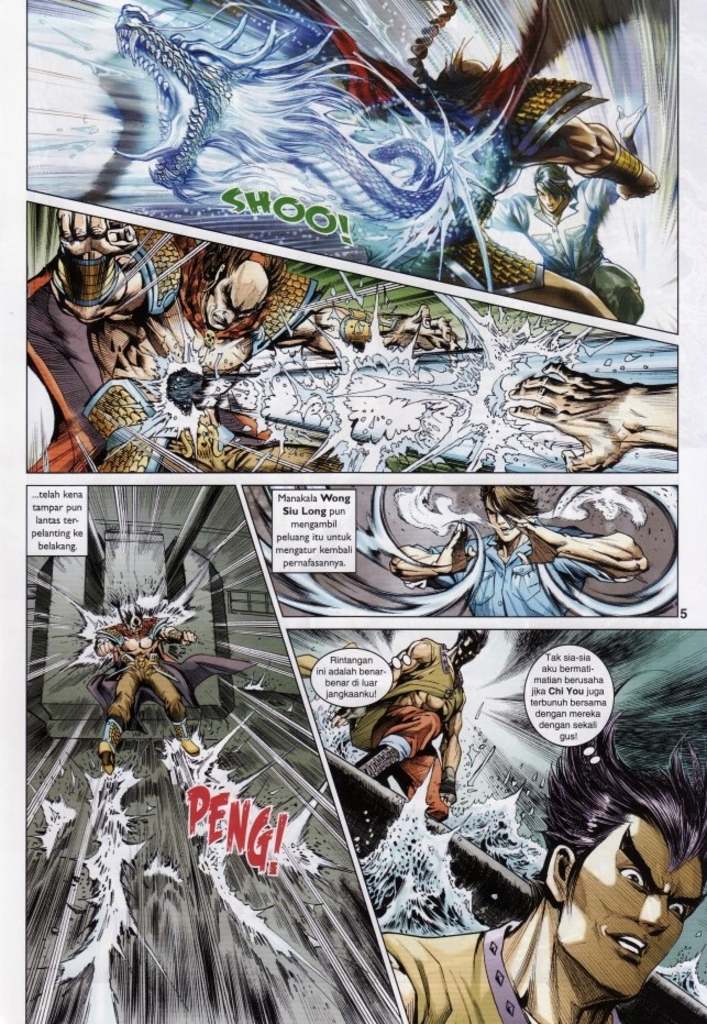 SHOO!
...telah kena
tampar pun
lantas ter-
pelanting ke
belakang.
Manakala Wong
Siu Long pun
mengambil
peluang itu untuk
mengatur kembali
pernafasannya.
5
PENG!
Rintangan
ini adalah benar-
benar di luar
jangkaanku!
Tak sia-sia
aku bermati-
matian berusaha
jika Chi You juga
terbunuh bersama
dengan mereka
dengan sekali
gus!